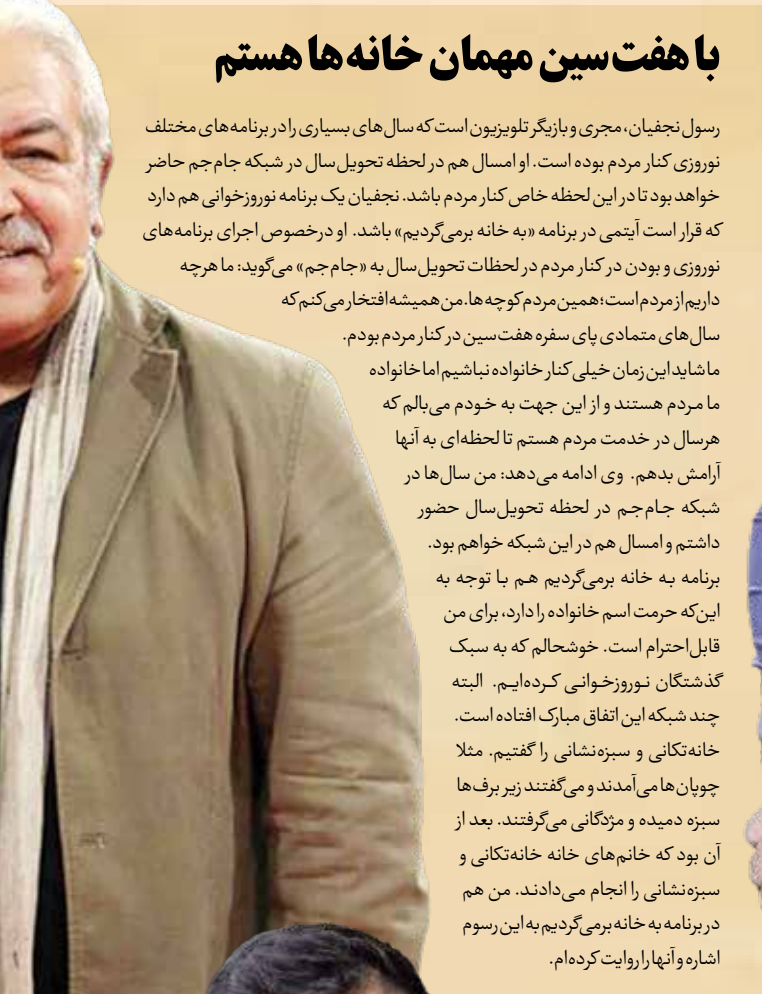 با هفت‌سین مهمان خانه‌ها هستم
رسول نجفیان، مجری و بازیگر تلویزیون است که سال‌های بسیاری را در برنامه‌های مختلف
نوروزی کنار مردم بوده است. او امسال هم در لحظه تحویل‌سال در شبکه جام‌جم حاضر
خواهد بود تا در این لحظه خاص کنار مردم باشد. نجفیان یک برنامه نوروزخوانی هم دارد
که قرار است آیتمی در برنامه «به خانه برمی‌گردیم» باشد. او درخصوص اجرای برنامه‌های
نوروزی و بودن در کنار مردم در لحظات تحویل‌سال به «جام‌جم» می‌گوید: ما هرچه
داریم از مردم است؛ همین مردم کوچه‌ها. من همیشه افتخار می‌کنم که
سال‌های متمادی پای سفره هفت‌سین در کنار مردم بودم.
ما شاید این زمان خیلی کنار خانواده نباشیم اما خانواده
ما مردم هستند و از این جهت به خودم می‌بالم که
هرسال در خدمت مردم هستم تا لحظه‌ای به آنها
آرامش بدهم. وی ادامه می‌دهد: من سال‌ها در
شبکه جام‌جم در لحظه تحویل‌سال حضور
داشتم و امسال هم در این شبکه خواهم بود.
برنامه به خانه برمی‌گردیم هم با توجه به
این‌که حرمت اسم خانواده را دارد، برای من
قابل‌احترام است. خوشحالم که به سبک
گذشتگان نوروزخوانی کرده‌ایم. البته
چند شبکه این اتفاق مبارک افتاده است.
خانه‌تکانی و سبزه‌نشانی را گفتیم. مثلا
چوپان‌ها می‌آمدند و می‌گفتند زیر برف‌ها
سبزه دمیده و مژدگانی می‌گرفتند. بعد از
آن بود که خانم‌های خانه خانه‌تکانی و
سبزه‌نشانی را انجام می‌دادند. من هم
در برنامه به خانه برمی‌گردیم به این رسوم
اشاره و آنها را روایت کرده‌ام.